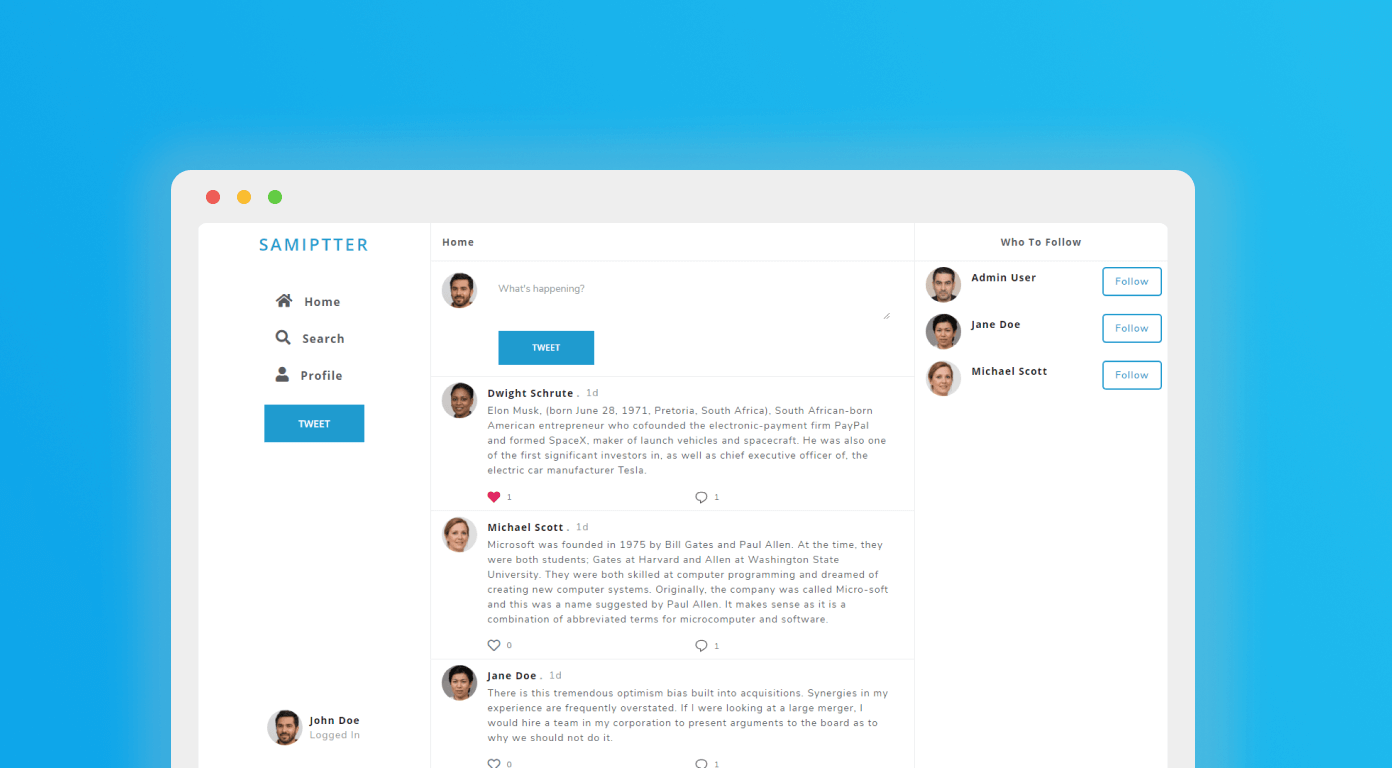 SAMIPTTER
Home
Search
Profile
TWEET
John Doe
Logged In
Home
What's happening?
TWEET
Dwight Schrute . 1d
Elon Musk, (born June 28, 1971, Pretoria, South Africa), South African-born
American entrepreneur who cofounded the electronic-payment firm PayPal
and formed SpaceX, maker of launch vehicles and spacecraft. He was also one
of the first significant investors in, as well as chief executive officer of, the
electric car manufacturer Tesla.
1 1
Michael Scott . 1d
Microsoft was founded in 1975 by Bill Gates and Paul Allen. At the time, they
were both students; Gates at Harvard and Allen at Washington State
University. They were both skilled at computer programming and dreamed of
creating new computer systems. Originally, the company was called Micro-soft
and this was a name suggested by Paul Allen. It makes sense as it is a
combination of abbreviated terms for microcomputer and software.
0 1
Jane Doe . 1d
There is this tremendous optimism bias built into acquisitions. Synergies in my
experience are frequently overstated. If I were looking at a large merger, I
would hire a team in my corporation to present arguments to the board as to
why we should not do it.
0 1
Who To Follow
Admin User Follow
Jane Doe Follow
Michael Scott Follow